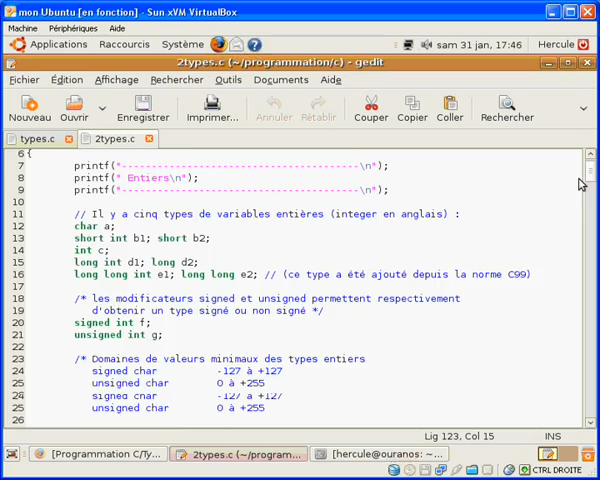 mon Ubuntu [en fonction] - Sun xVM VirtualBox
Machine Périphériques Aide
Applications Raccourcis Système sam 31 jan, 17:46 Hercule
2types.c (~/programmation/c) - gedit
Fichier Édition Affichage Rechercher Outils Documents Aide
Nouveau Ouvrir Enregistrer Imprimer... Annuler Rétablir Couper Copier Coller Rechercher
types.c 2types.c
6 {
7 printf("---------------------------------------\n");
8 printf(" Entiers\n");
9 printf("---------------------------------------\n");
10
11 // Il y a cinq types de variables entières (integer en anglais) :
12 char a;
13 short int b1; short b2;
14 int c;
15 long int d1; long d2;
16 long long int e1; long long e2; // (ce type a été ajouté depuis la norme C99)
17
18 /* les modificateurs signed et unsigned permettent respectivement
19 d'obtenir un type signé ou non signé */
20 signed int f;
21 unsigned int g;
22
23 /* Domaines de valeurs minimaux des types entiers
24 signed char -127 à +127
25 unsigned char 0 à +255
24 signed char -127 à +127
25 unsigned char 0 à +255
26
Lig 123, Col 15 INS
[Programmation C/Ty... 2types.c (~/program... [hercule@ouranos: ~...
CTRL DROITE